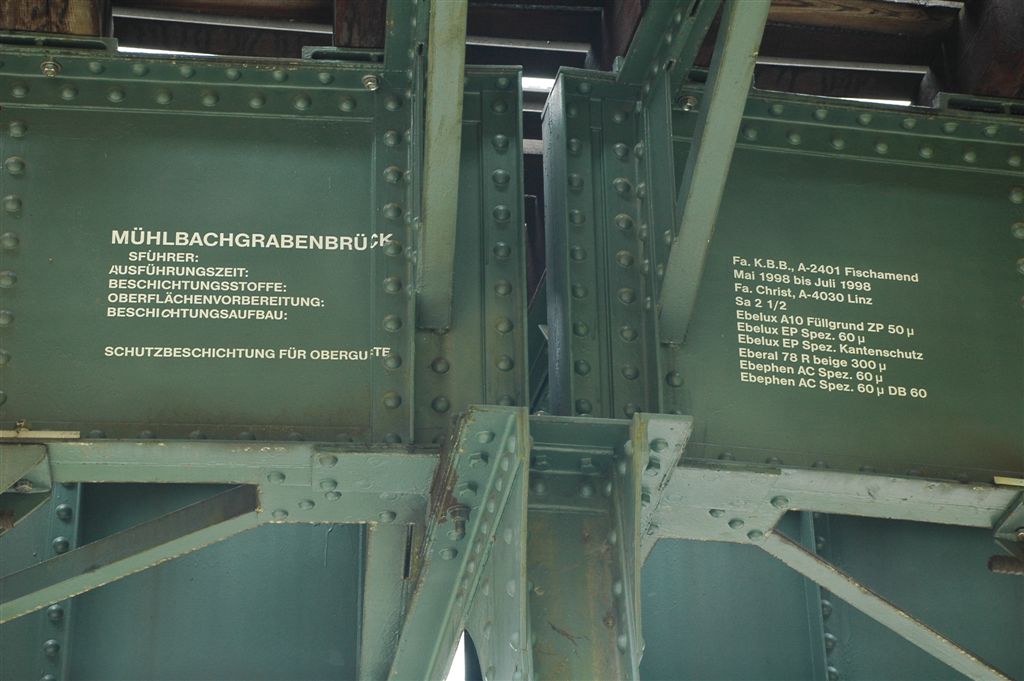 MÜHLBACHGRABENBRÜCK
SFÜHRER:
AUSFÜHRUNGSZEIT:
BESCHICHTUNGSSTOFFE:
OBERFLÄCHENVORBEREITUNG:
BESCHICHTUNGSAUFBAU:
SCHUTZBESCHICHTUNG FÜR OBERGURTE
Fa. K.B.B., A-2401 Fischamend
Mai 1998 bis Juli 1998
Fa. Christ, A-4030 Linz
Sa 2 1/2
Ebelux A10 Füllgrund ZP 50 µ
Ebelux EP Spez. 60 µ
Ebelux EP Spez. Kantenschutz
Eberal 78 R beige 300 µ
Ebephen AC Spez. 60 µ
Ebephen AC Spez. 60 µ DB 60